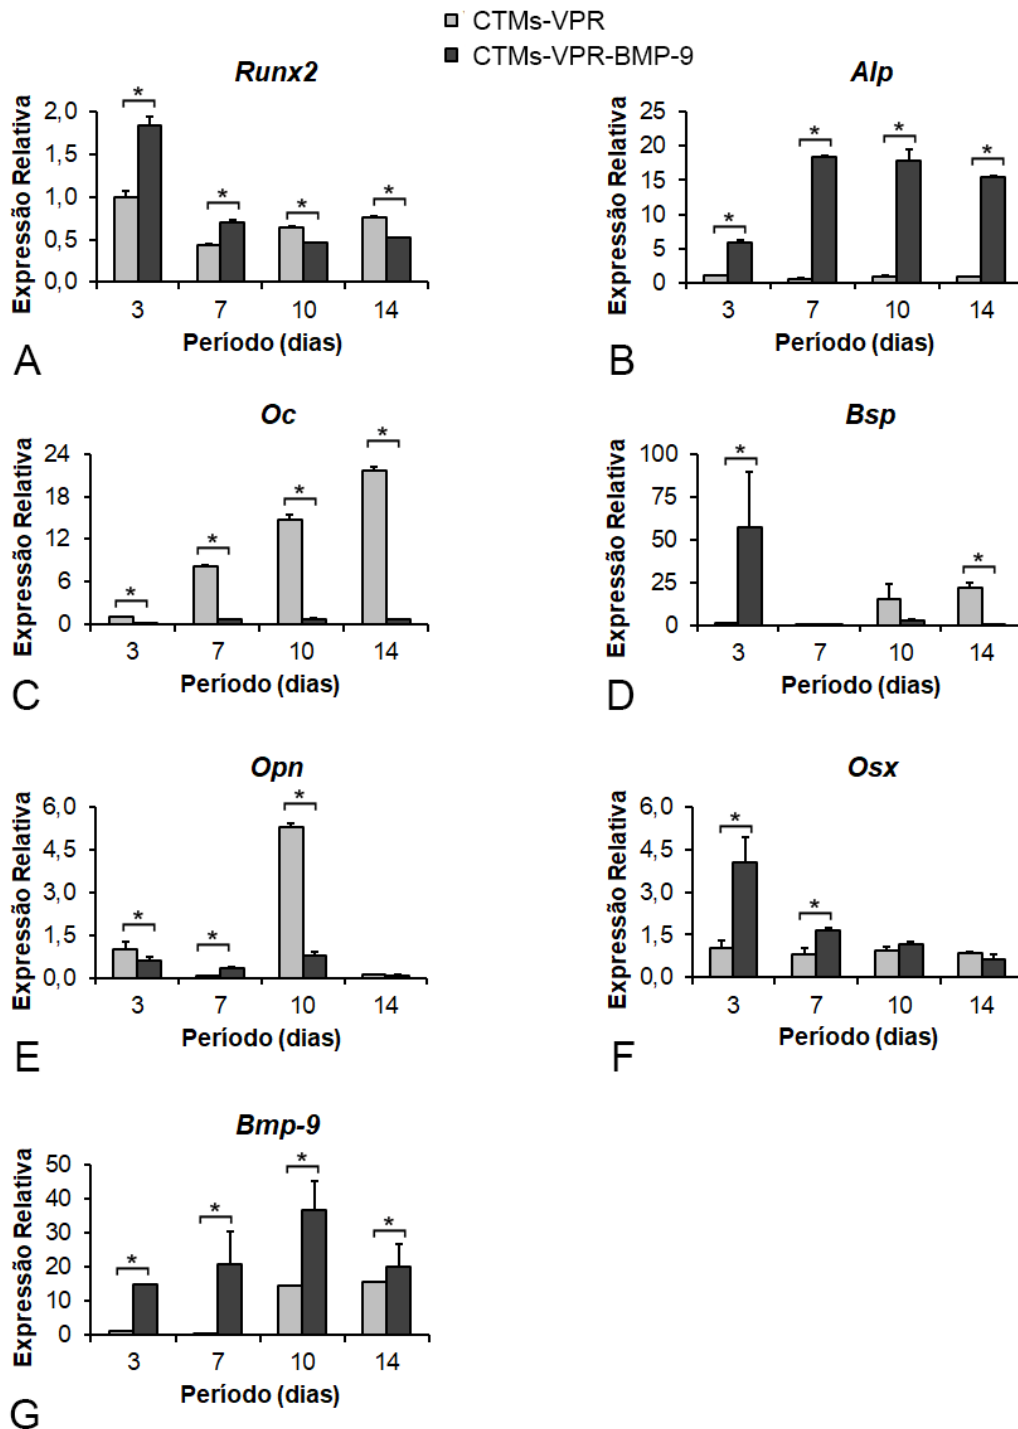 CTMs-VPR
CTMs-VPR-BMP-9
Runx2
Expressão Relativa
2,0
1,5
1,0
0,5
0,0
* * * *
3 7 10 14
Período (dias)
A
Alp
Expressão Relativa
25
20
15
10
5
0
* * * *
3 7 10 14
Período (dias)
B
Oc
Expressão Relativa
24
18
12
6
0
* * * *
3 7 10 14
Período (dias)
C
Bsp
Expressão Relativa
100
75
50
25
0
* *
3 7 10 14
Período (dias)
D
Opn
Expressão Relativa
6,0
4,5
3,0
1,5
0,0
* * *
3 7 10 14
Período (dias)
E
Osx
Expressão Relativa
6,0
4,5
3,0
1,5
0,0
* *
3 7 10 14
Período (dias)
F
Bmp-9
Expressão Relativa
50
40
30
20
10
0
* * * *
3 7 10 14
Período (dias)
G